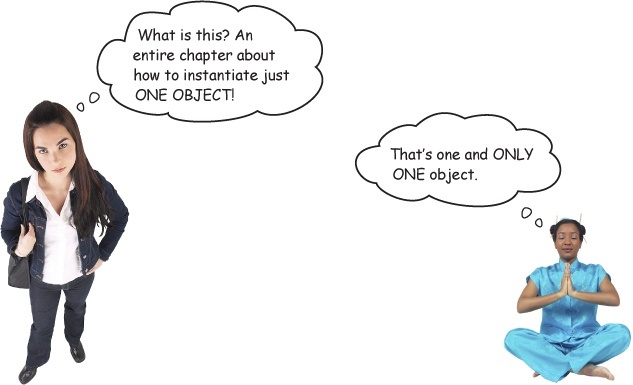 What is this? An
entire chapter about
how to instantiate just
ONE OBJECT!
That's one and ONLY
ONE object.